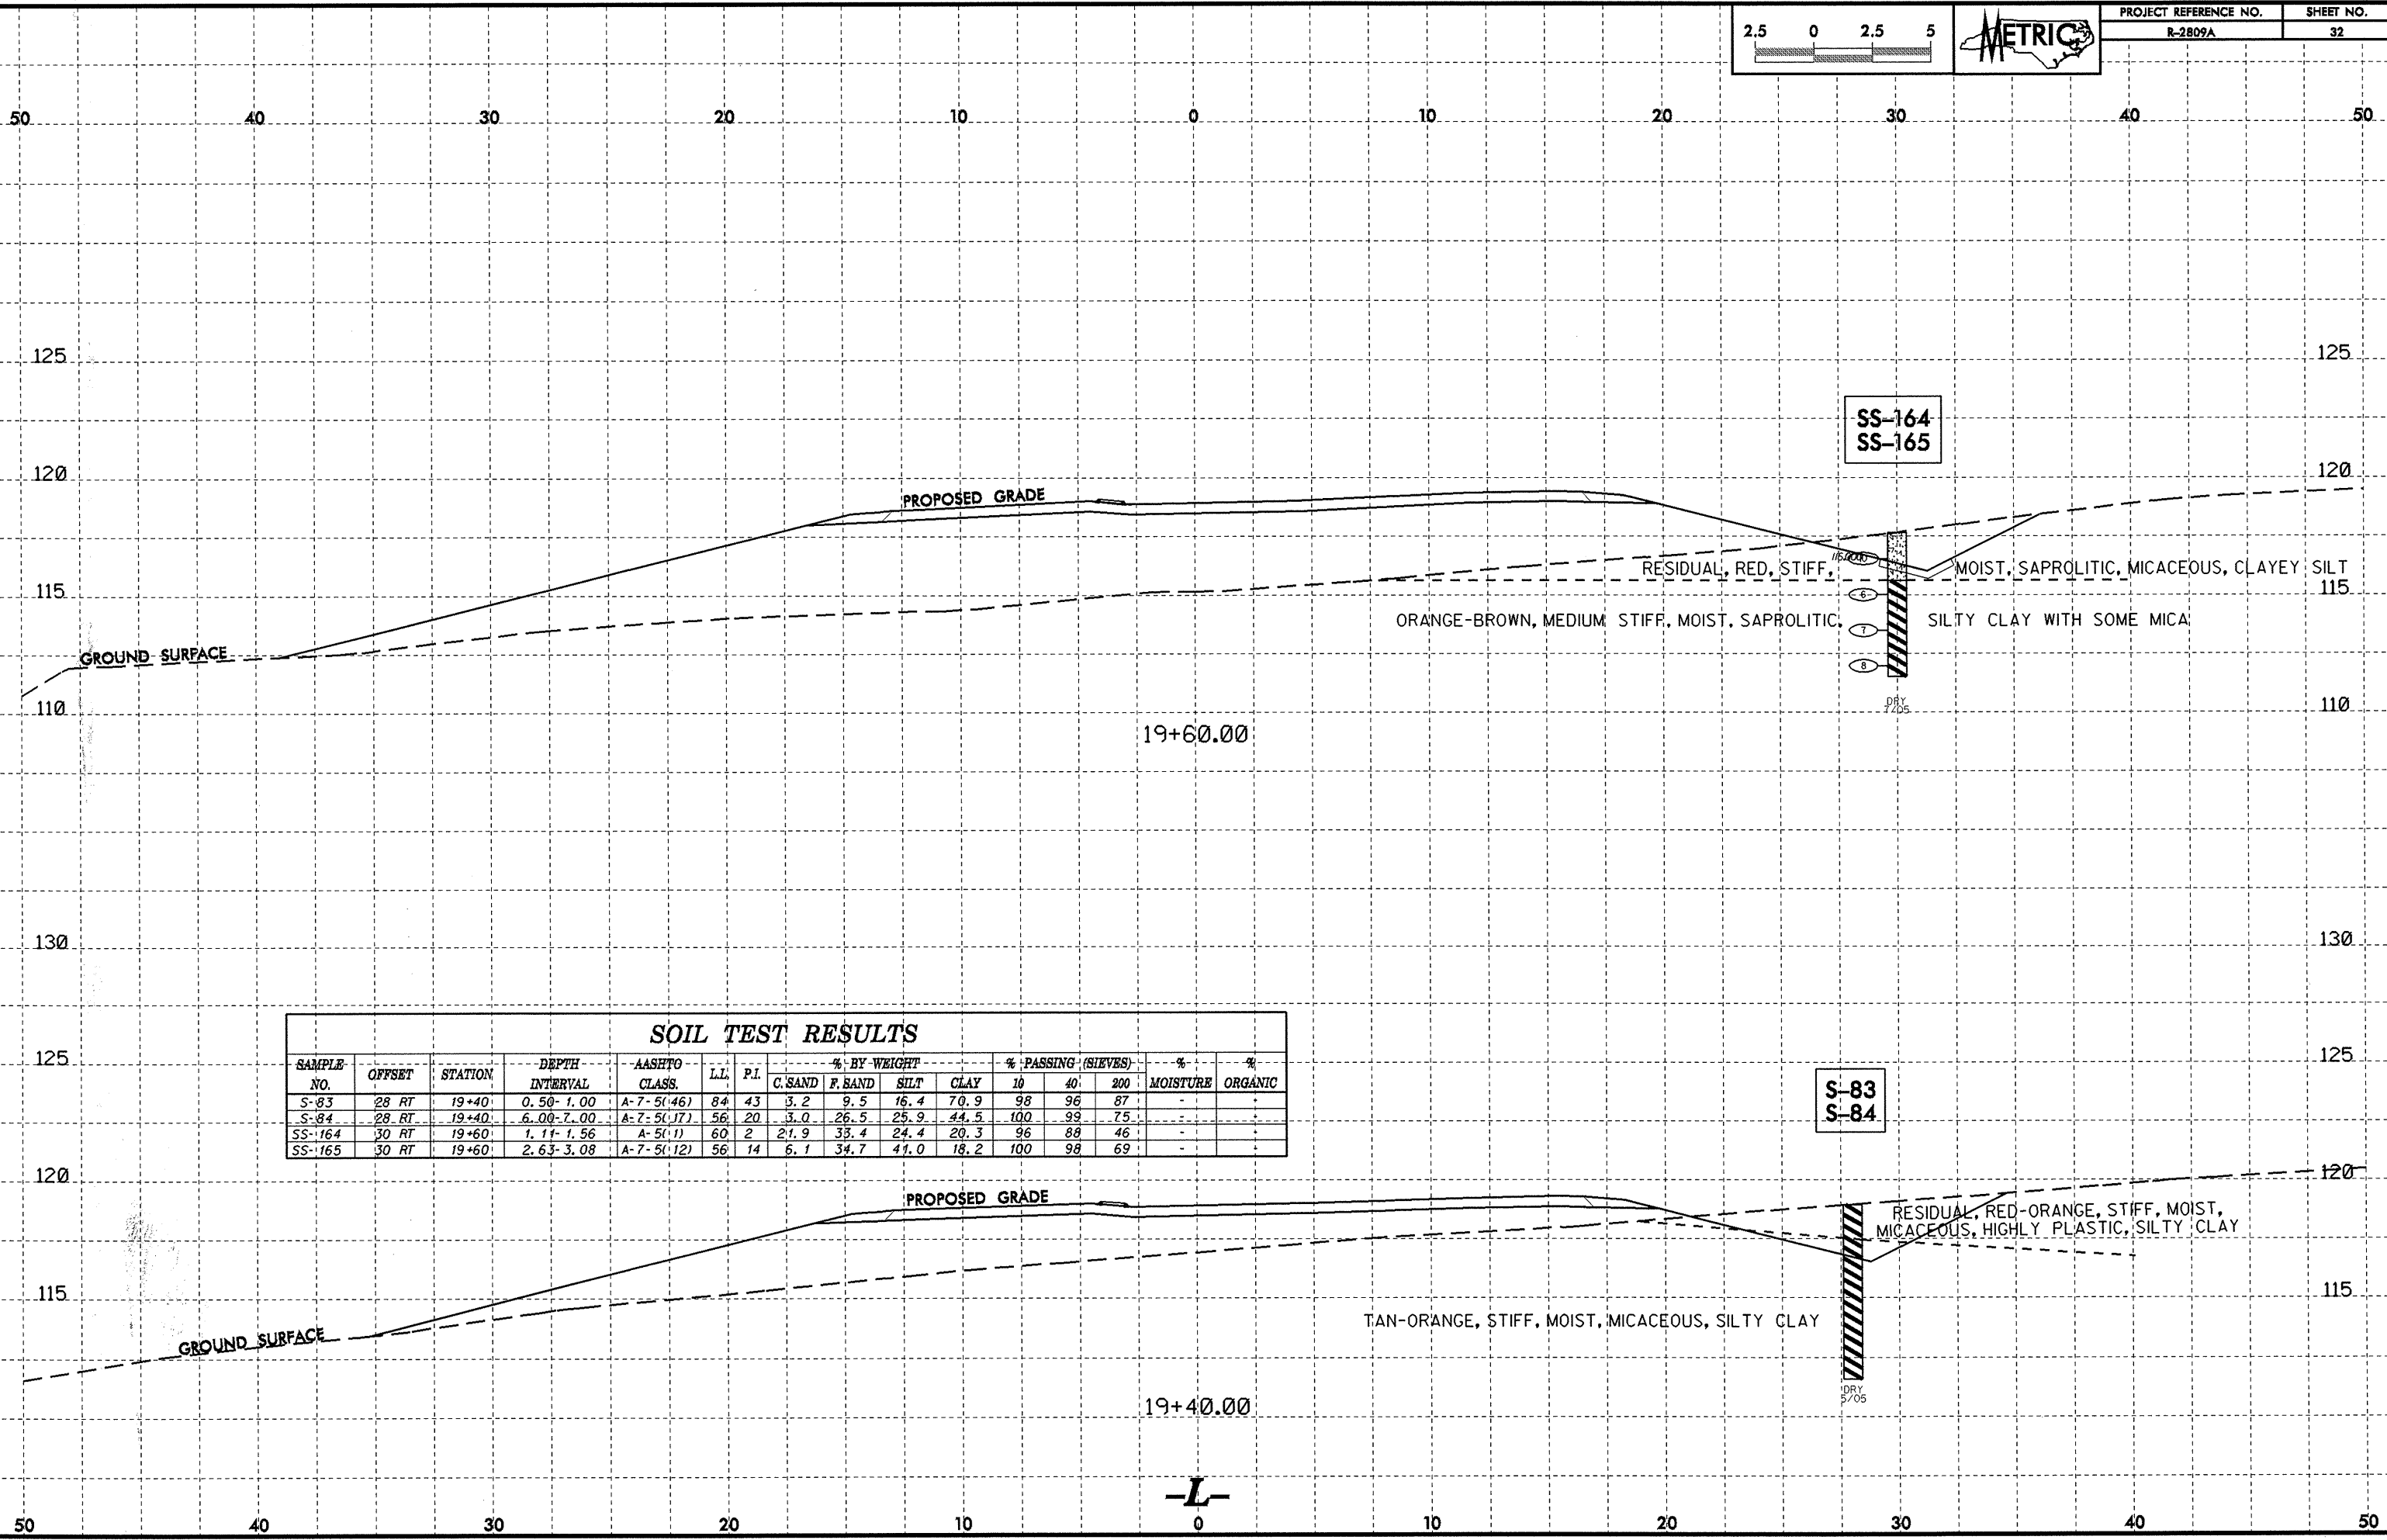 2.5 0 2.5 5
METRIC
PROJECT REFERENCE NO. SHEET NO.
R-2809A 32
50 40 30 20 10 0 10 20 30 40 50
125 125
SS-164
SS-165
120 120
PROPOSED GRADE
RESIDUAL, RED, STIFF, MOIST, SAPROLITIC, MICACEOUS, CLAYEY SILT
115 115
6
ORANGE-BROWN, MEDIUM STIFF, MOIST, SAPROLITIC, SILTY CLAY WITH SOME MICA
7
GROUND SURFACE
8
110 110
DRY
7/05
19+60.00
130 130
SOIL TEST RESULTS
125 125
SAMPLE NO. OFFSET STATION DEPTH INTERVAL AASHTO CLASS. L.L. P.I. % BY WEIGHT % PASSING (SIEVES) % MOISTURE % ORGANIC
C. SAND F. SAND SILT CLAY 10 40 200
S-83 28 RT 19+40 0.50-1.00 A-7-5(46) 84 43 3.2 9.5 16.4 70.9 98 96 87 - -
S-84 28 RT 19+40 6.00-7.00 A-7-5(17) 56 20 3.0 26.5 25.9 44.5 100 99 75 - -
SS-164 30 RT 19+60 1.11-1.56 A-5(1) 60 2 21.9 33.4 24.4 20.3 96 88 46 - -
SS-165 30 RT 19+60 2.63-3.08 A-7-5(12) 56 14 6.1 34.7 41.0 18.2 100 98 69 - -
S-83
S-84
120 120
PROPOSED GRADE
RESIDUAL, RED-ORANGE, STIFF, MOIST,
MICACEOUS, HIGHLY PLASTIC, SILTY CLAY
115 115
TAN-ORANGE, STIFF, MOIST, MICACEOUS, SILTY CLAY
GROUND SURFACE
DRY
5/05
19+40.00
-L-
50 40 30 20 10 0 10 20 30 40 50